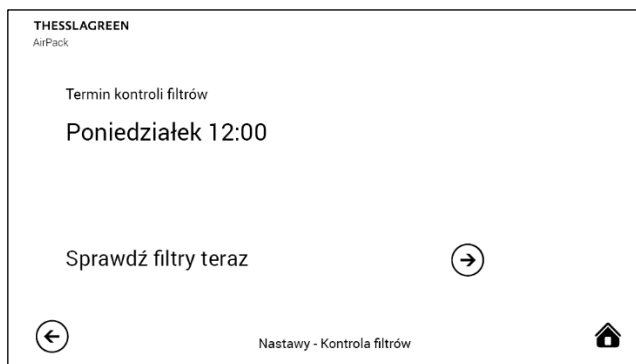 THESSLAGREEN
AirPack
Termin kontroli filtrów
Poniedziałek 12:00
Sprawdź filtry teraz
Nastawy - Kontrola filtrów